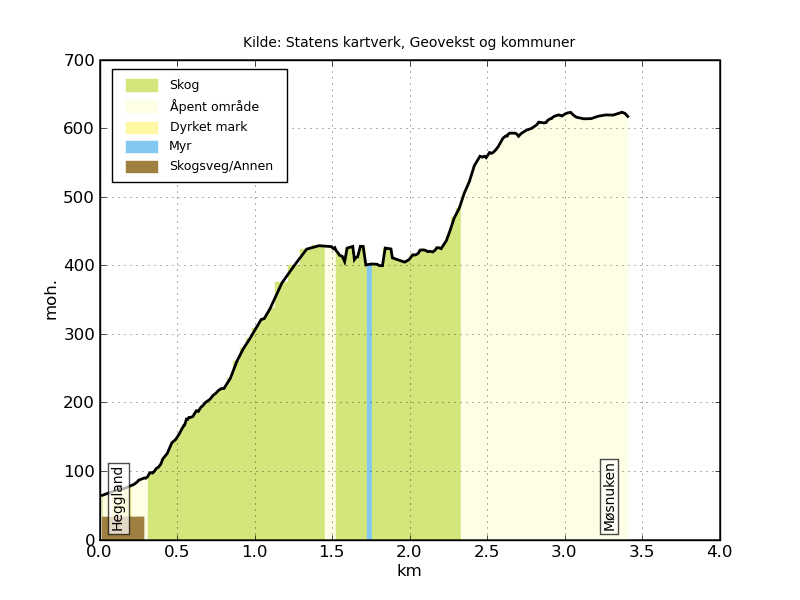 Kilde: Statens kartverk, Geovekst og kommuner
700
600
500
400
300
200
100
0
moh.
Skog
Åpent område
Dyrket mark
Myr
Skogsveg/Annen
Heggland
Møsnuken
0.0 0.5 1.0 1.5 2.0 2.5 3.0 3.5 4.0
km